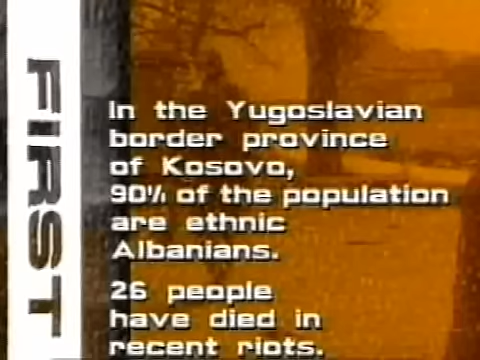 FIRST
In the Yugoslavian
border province
of Kosovo,
90% of the population
are ethnic
Albanians.
26 people
have died in
recent riots.